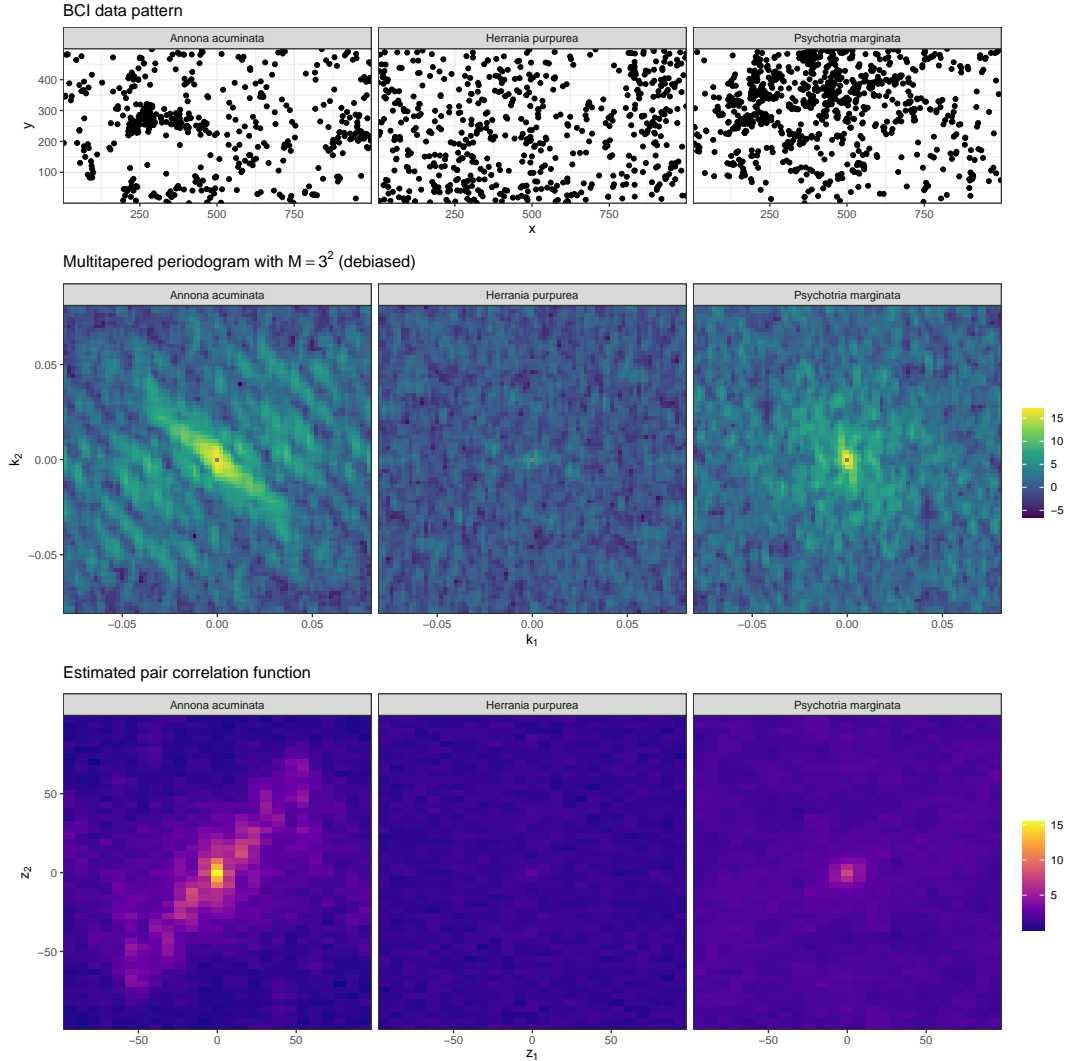 BCI data pattern
Annona acuminata Herrania purpurea Psychotria marginata
400
300
200
100
y
250 500 750 250 500 750 250 500 750
x
Multitapered periodogram with M = 3² (debiased)
Annona acuminata Herrania purpurea Psychotria marginata
0.05
0.00
−0.05
k₂
−0.05 0.00 0.05 −0.05 0.00 0.05 −0.05 0.00 0.05
k₁
15
10
5
0
−5
Estimated pair correlation function
Annona acuminata Herrania purpurea Psychotria marginata
50
0
−50
z₂
−50 0 50 −50 0 50 −50 0 50
z₁
15
10
5